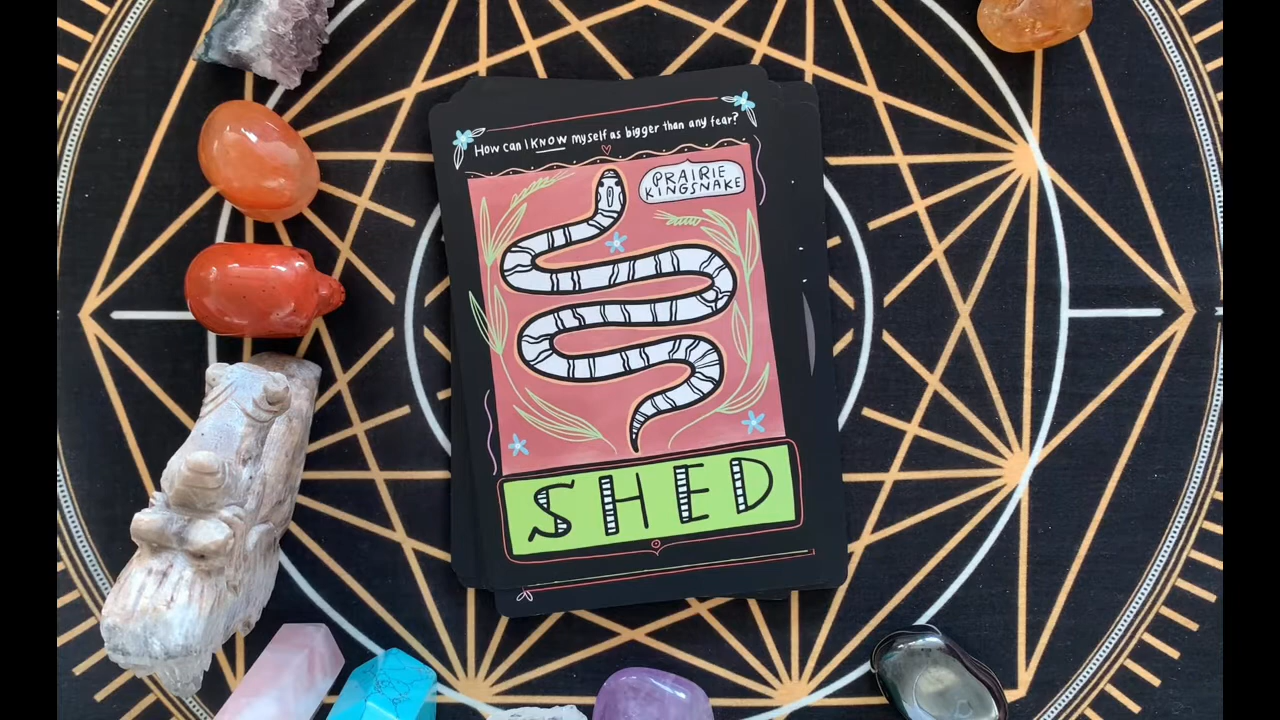 How can I KNOW myself as bigger than any fear?
PRAIRIE
KINGSNAKE
SHED